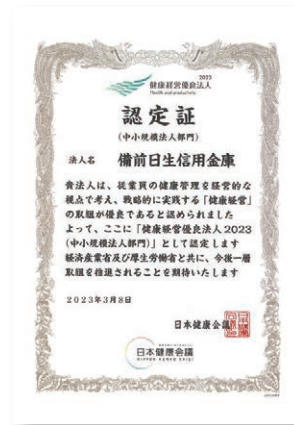 2023
健康経営優良法人
Health and productivity
認定証
(中小規模法人部門)
法人名 備前日生信用金庫
貴法人は、従業員の健康管理を経営的な
視点で考え、戦略的に実践する「健康経営」
の取組が優良であると認められました
よって、ここに「健康経営優良法人2023
(中小規模法人部門)」として認定します
経済産業省及び厚生労働省と共に、今後一層
取組を推進されることを期待いたします
2023年3月8日
日本健康会議
日本健康会議
NIPPON KENKO KAIGI